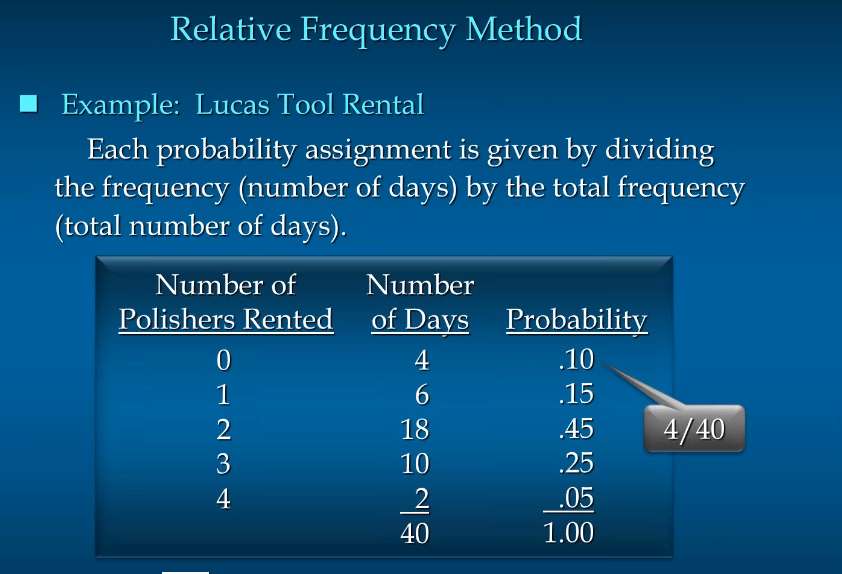 Relative Frequency Method
Example: Lucas Tool Rental
Each probability assignment is given by dividing
the frequency (number of days) by the total frequency
(total number of days).
Number of Number
Polishers Rented of Days Probability
0 4 .10
1 6 .15
4/40
2 18 .45
3 10 .25
4 2 .05
40 1.00